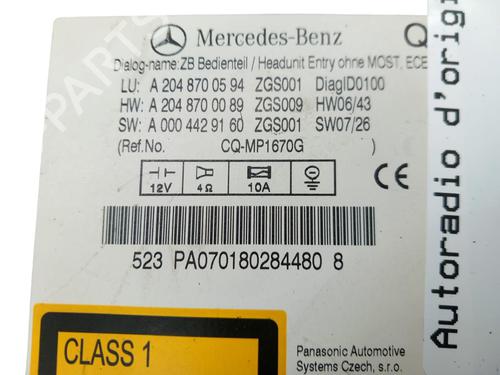 Mercedes-Benz
Dialog-name: ZB Bedienteil / Headunit Entry ohne MOST, ECE
LU: A 204 870 05 94 ZGS001 DiagID0100
HW: A 204 870 00 89 ZGS009 HW06/43
SW: A 000 442 91 60 ZGS001 SW07/26
(Ref.No. CQ-MP1670G )
12V 4Ω 10A
CE
523 PA070180284480 8
CLASS 1
Panasonic Automotive
Systems Czech, s.r.o.
Autoradio d'origi